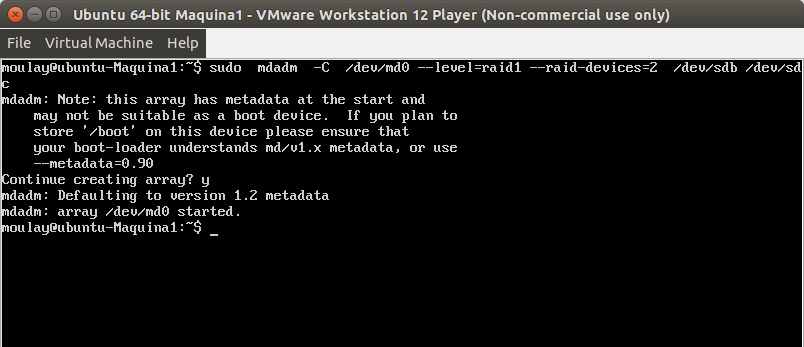 Ubuntu 64-bit Maquina1 - VMware Workstation 12 Player (Non-commercial use only)
File Virtual Machine Help
moulay@ubuntu-Maquina1:~$ sudo  mdadm  -C  /dev/md0 --level=raid1 --raid-devices=2  /dev/sdb /dev/sd
c
mdadm: Note: this array has metadata at the start and
    may not be suitable as a boot device.  If you plan to
    store '/boot' on this device please ensure that
    your boot-loader understands md/v1.x metadata, or use
    --metadata=0.90
Continue creating array? y
mdadm: Defaulting to version 1.2 metadata
mdadm: array /dev/md0 started.
moulay@ubuntu-Maquina1:~$ _